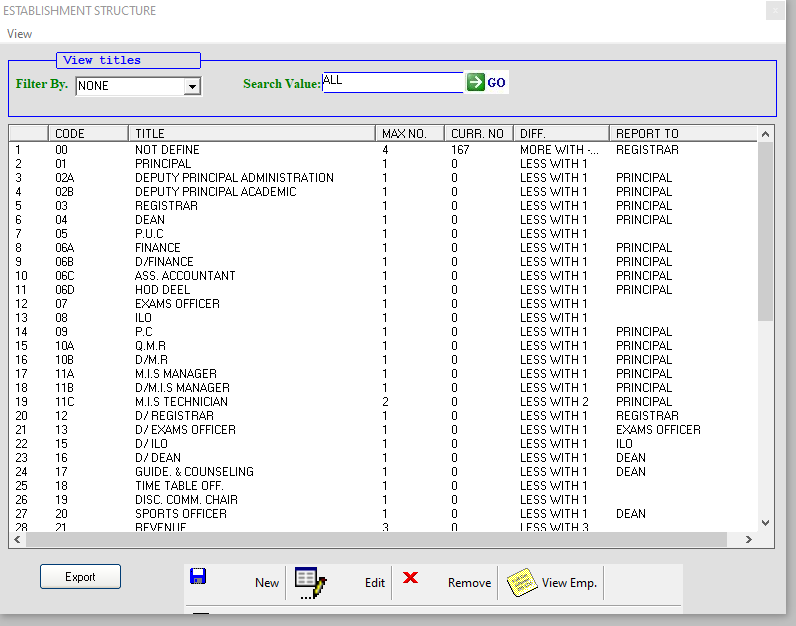 ESTABLISHMENT STRUCTURE
View
View titles
Filter By. NONE Search Value: ALL GO
CODE TITLE MAX NO. CURR. NO DIFF. REPORT TO
1 00 NOT DEFINE 4 167 MORE WITH -... REGISTRAR
2 01 PRINCIPAL 1 0 LESS WITH 1
3 02A DEPUTY PRINCIPAL ADMINISTRATION 1 0 LESS WITH 1 PRINCIPAL
4 02B DEPUTY PRINCIPAL ACADEMIC 1 0 LESS WITH 1 PRINCIPAL
5 03 REGISTRAR 1 0 LESS WITH 1 PRINCIPAL
6 04 DEAN 1 0 LESS WITH 1 PRINCIPAL
7 05 P.U.C 1 0 LESS WITH 1
8 06A FINANCE 1 0 LESS WITH 1 PRINCIPAL
9 06B D/FINANCE 1 0 LESS WITH 1 PRINCIPAL
10 06C ASS. ACCOUNTANT 1 0 LESS WITH 1 PRINCIPAL
11 06D HOD DEEL 1 0 LESS WITH 1 PRINCIPAL
12 07 EXAMS OFFICER 1 0 LESS WITH 1
13 08 ILO 1 0 LESS WITH 1
14 09 P.C 1 0 LESS WITH 1 PRINCIPAL
15 10A Q.M.R 1 0 LESS WITH 1 PRINCIPAL
16 10B D/M.R 1 0 LESS WITH 1 PRINCIPAL
17 11A M.I.S MANAGER 1 0 LESS WITH 1 PRINCIPAL
18 11B D/M.I.S MANAGER 1 0 LESS WITH 1 PRINCIPAL
19 11C M.I.S TECHNICIAN 2 0 LESS WITH 2 PRINCIPAL
20 12 D/ REGISTRAR 1 0 LESS WITH 1 REGISTRAR
21 13 D/ EXAMS OFFICER 1 0 LESS WITH 1 EXAMS OFFICER
22 15 D/ ILO 1 0 LESS WITH 1 ILO
23 16 D/ DEAN 1 0 LESS WITH 1 DEAN
24 17 GUIDE. & COUNSELING 1 0 LESS WITH 1 DEAN
25 18 TIME TABLE OFF. 1 0 LESS WITH 1
26 19 DISC. COMM. CHAIR 1 0 LESS WITH 1
27 20 SPORTS OFFICER 1 0 LESS WITH 1 DEAN
28 21 REVENUE 3 0 LESS WITH 3
Export New Edit Remove View Emp.